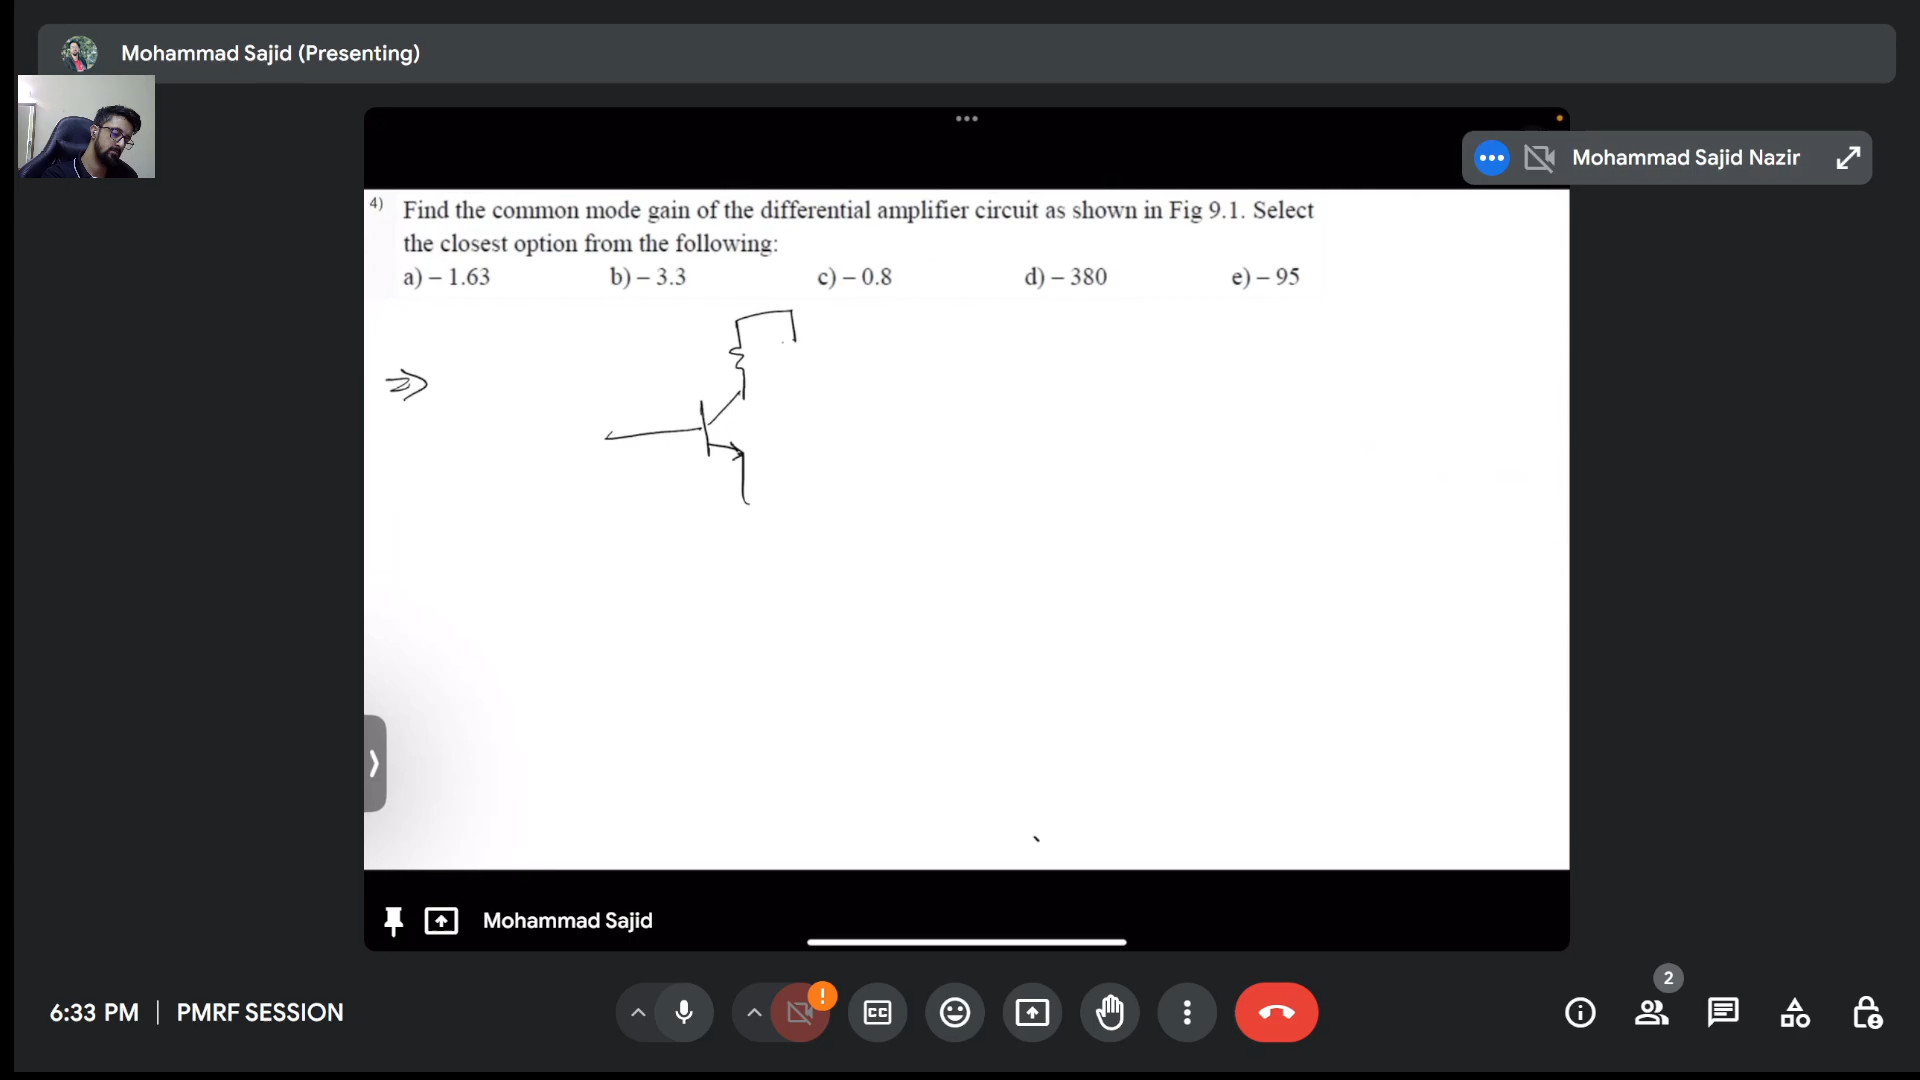 Mohammad Sajid (Presenting)
Mohammad Sajid Nazir
4) Find the common mode gain of the differential amplifier circuit as shown in Fig 9.1. Select
the closest option from the following:
a) – 1.63 b) – 3.3 c) – 0.8 d) – 380 e) – 95
Mohammad Sajid
6:33 PM | PMRF SESSION
!
CC
2